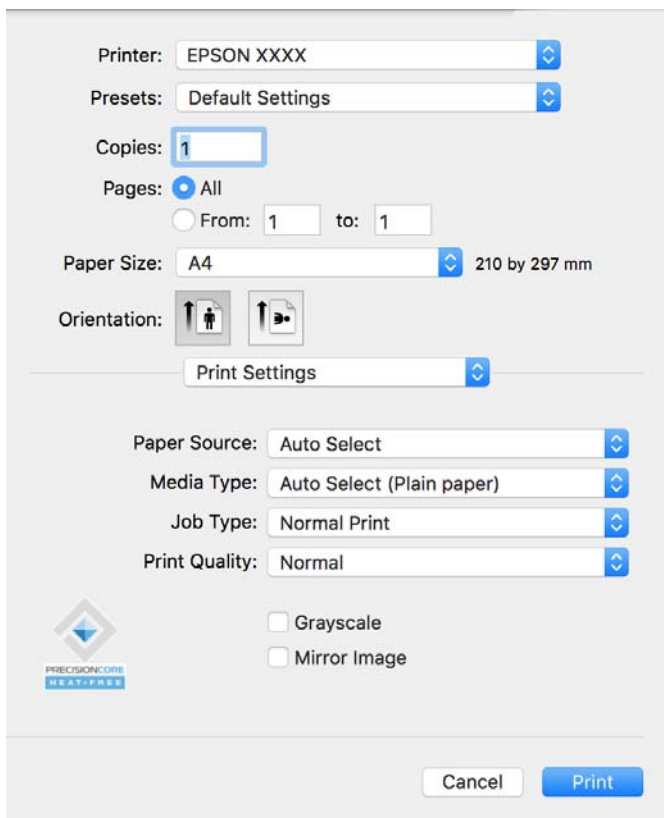 Printer: EPSON XXXX
Presets: Default Settings
Copies: 1
Pages: All
From: 1 to: 1
Paper Size: A4 210 by 297 mm
Orientation:
Print Settings
Paper Source: Auto Select
Media Type: Auto Select (Plain paper)
Job Type: Normal Print
Print Quality: Normal
Grayscale
Mirror Image
PRECISIONCORE
HEAT-FREE
Cancel Print